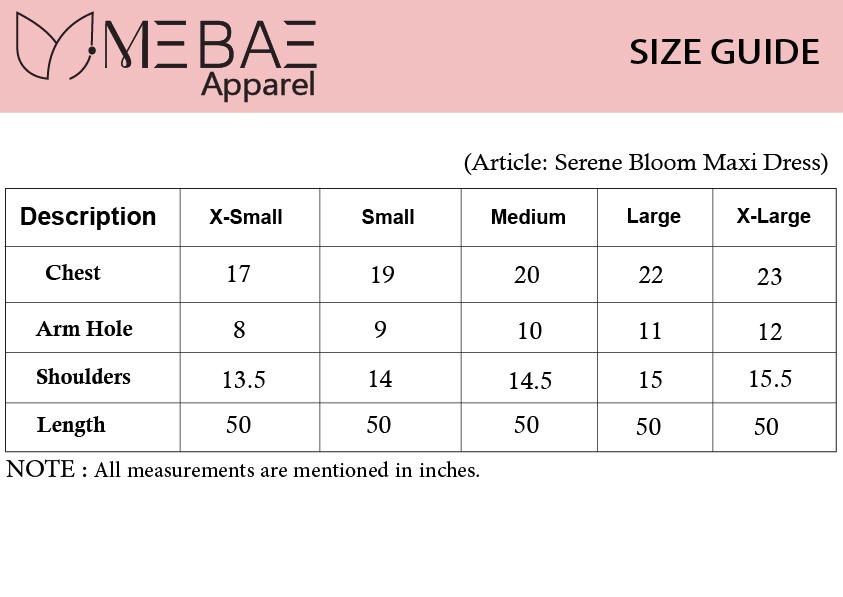 MEBAE
Apparel
SIZE GUIDE
(Article: Serene Bloom Maxi Dress)
Description X-Small Small Medium Large X-Large
Chest 17 19 20 22 23
Arm Hole 8 9 10 11 12
Shoulders 13.5 14 14.5 15 15.5
Length 50 50 50 50 50
NOTE : All measurements are mentioned in inches.